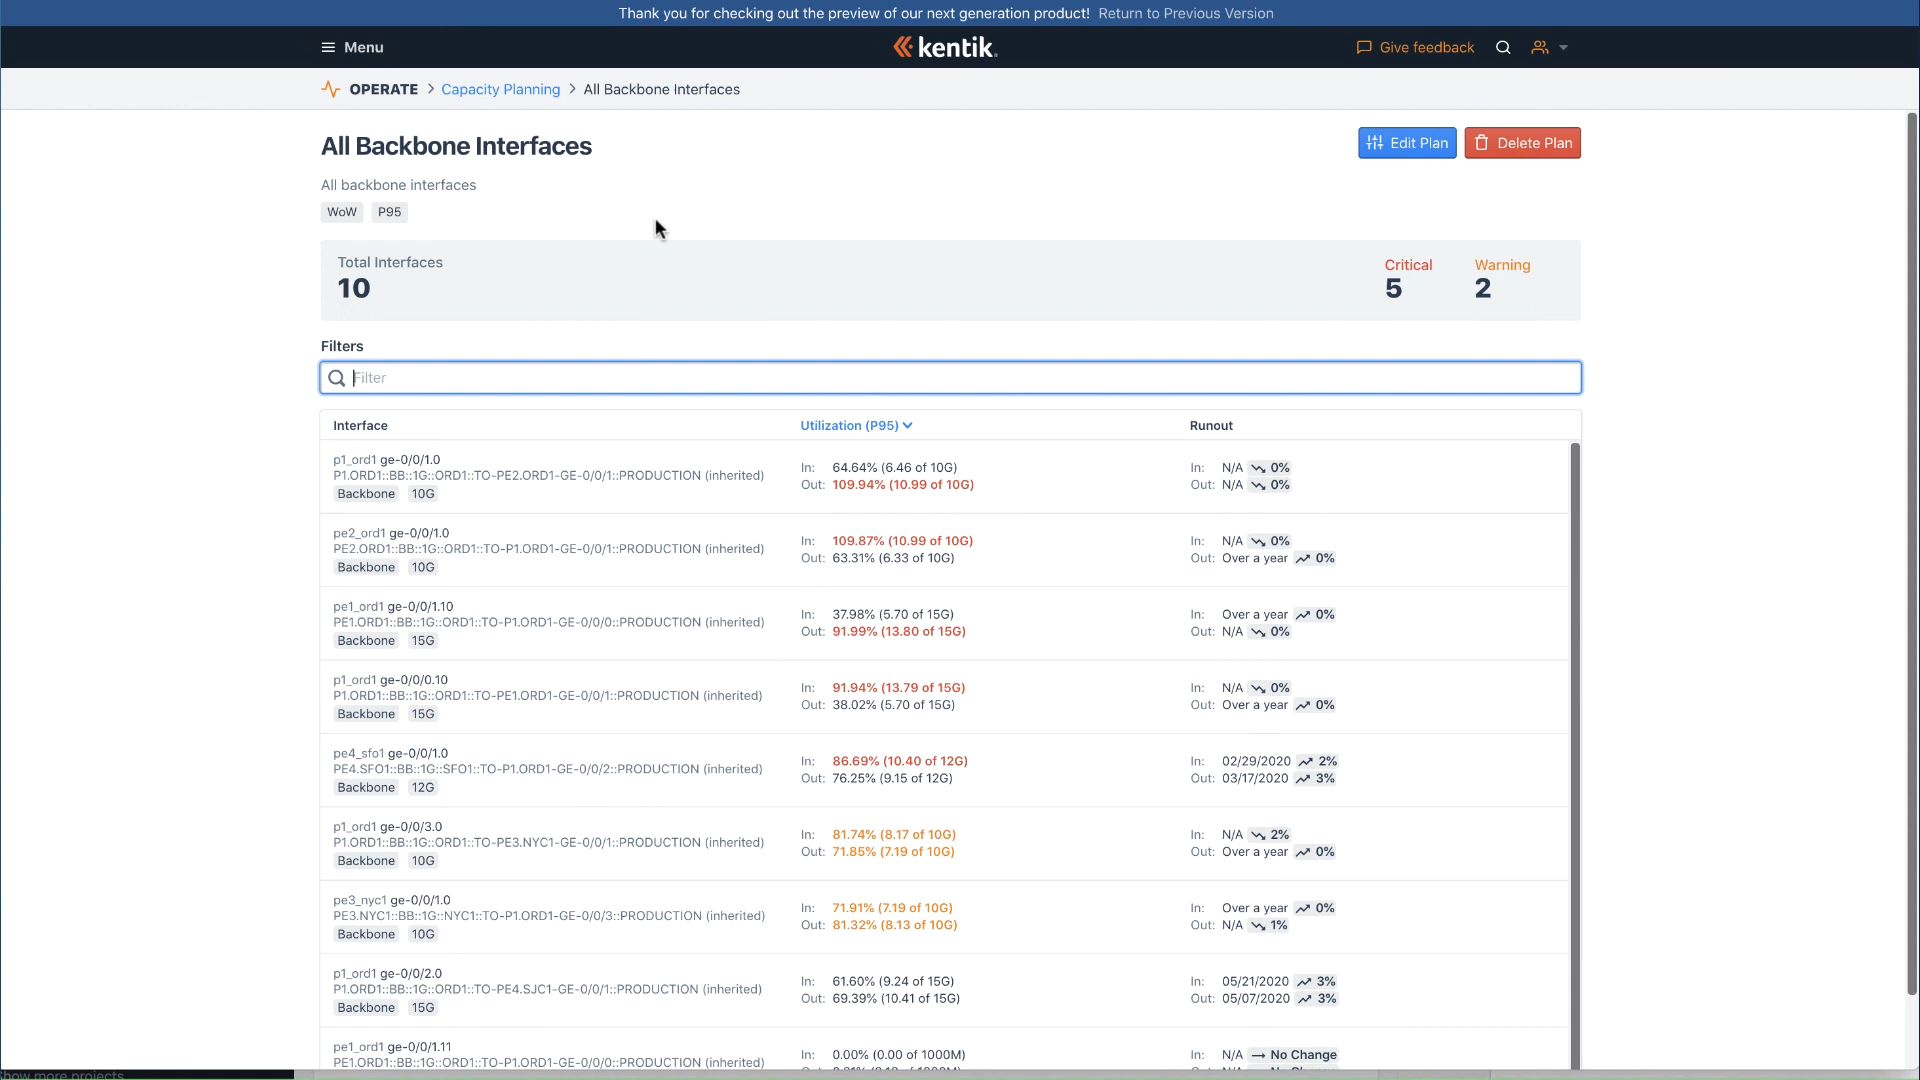 Thank you for checking out the preview of our next generation product! Return to Previous Version
Menu
kentik.
Give feedback
OPERATE > Capacity Planning > All Backbone Interfaces
All Backbone Interfaces
Edit Plan
Delete Plan
All backbone interfaces
WoW P95
Total Interfaces
10
Critical
5
Warning
2
Filters
Filter
Interface Utilization (P95) Runout
p1_ord1 ge-0/0/1.0
P1.ORD1::BB::1G::ORD1::TO-PE2.ORD1-GE-0/0/1::PRODUCTION (inherited)
Backbone 10G
In: 64.64% (6.46 of 10G)
Out: 109.94% (10.99 of 10G)
In: N/A 0%
Out: N/A 0%
pe2_ord1 ge-0/0/1.0
PE2.ORD1::BB::1G::ORD1::TO-P1.ORD1-GE-0/0/1::PRODUCTION (inherited)
Backbone 10G
In: 109.87% (10.99 of 10G)
Out: 63.31% (6.33 of 10G)
In: N/A 0%
Out: Over a year 0%
pe1_ord1 ge-0/0/1.10
PE1.ORD1::BB::1G::ORD1::TO-P1.ORD1-GE-0/0/0::PRODUCTION (inherited)
Backbone 15G
In: 37.98% (5.70 of 15G)
Out: 91.99% (13.80 of 15G)
In: Over a year 0%
Out: N/A 0%
p1_ord1 ge-0/0/0.10
P1.ORD1::BB::1G::ORD1::TO-PE1.ORD1-GE-0/0/1::PRODUCTION (inherited)
Backbone 15G
In: 91.94% (13.79 of 15G)
Out: 38.02% (5.70 of 15G)
In: N/A 0%
Out: Over a year 0%
pe4_sfo1 ge-0/0/1.0
PE4.SFO1::BB::1G::SFO1::TO-P1.ORD1-GE-0/0/2::PRODUCTION (inherited)
Backbone 12G
In: 86.69% (10.40 of 12G)
Out: 76.25% (9.15 of 12G)
In: 02/29/2020 2%
Out: 03/17/2020 3%
p1_ord1 ge-0/0/3.0
P1.ORD1::BB::1G::ORD1::TO-PE3.NYC1-GE-0/0/1::PRODUCTION (inherited)
Backbone 10G
In: 81.74% (8.17 of 10G)
Out: 71.85% (7.19 of 10G)
In: N/A 2%
Out: Over a year 0%
pe3_nyc1 ge-0/0/1.0
PE3.NYC1::BB::1G::NYC1::TO-P1.ORD1-GE-0/0/3::PRODUCTION (inherited)
Backbone 10G
In: 71.91% (7.19 of 10G)
Out: 81.32% (8.13 of 10G)
In: Over a year 0%
Out: N/A 1%
p1_ord1 ge-0/0/2.0
P1.ORD1::BB::1G::ORD1::TO-PE4.SJC1-GE-0/0/1::PRODUCTION (inherited)
Backbone 15G
In: 61.60% (9.24 of 15G)
Out: 69.39% (10.41 of 15G)
In: 05/21/2020 3%
Out: 05/07/2020 3%
pe1_ord1 ge-0/0/1.11
PE1.ORD1::BB::1G::ORD1::TO-P1.ORD1-GE-0/0/0::PRODUCTION (inherited)
In: 0.00% (0.00 of 1000M)
In: N/A → No Change
how more projects